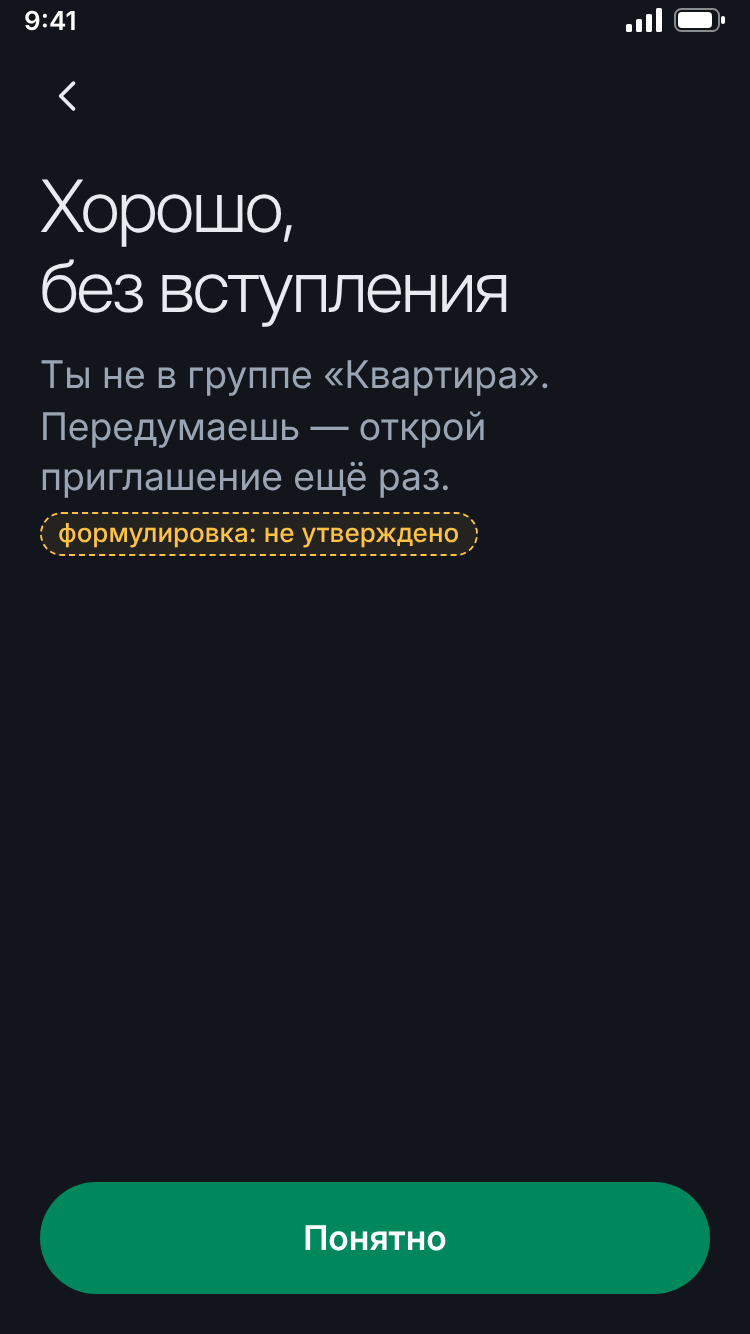 9:41
Хорошо,
без вступления
Ты не в группе «Квартира».
Передумаешь — открой
приглашение ещё раз.
формулировка: не утверждено
Понятно